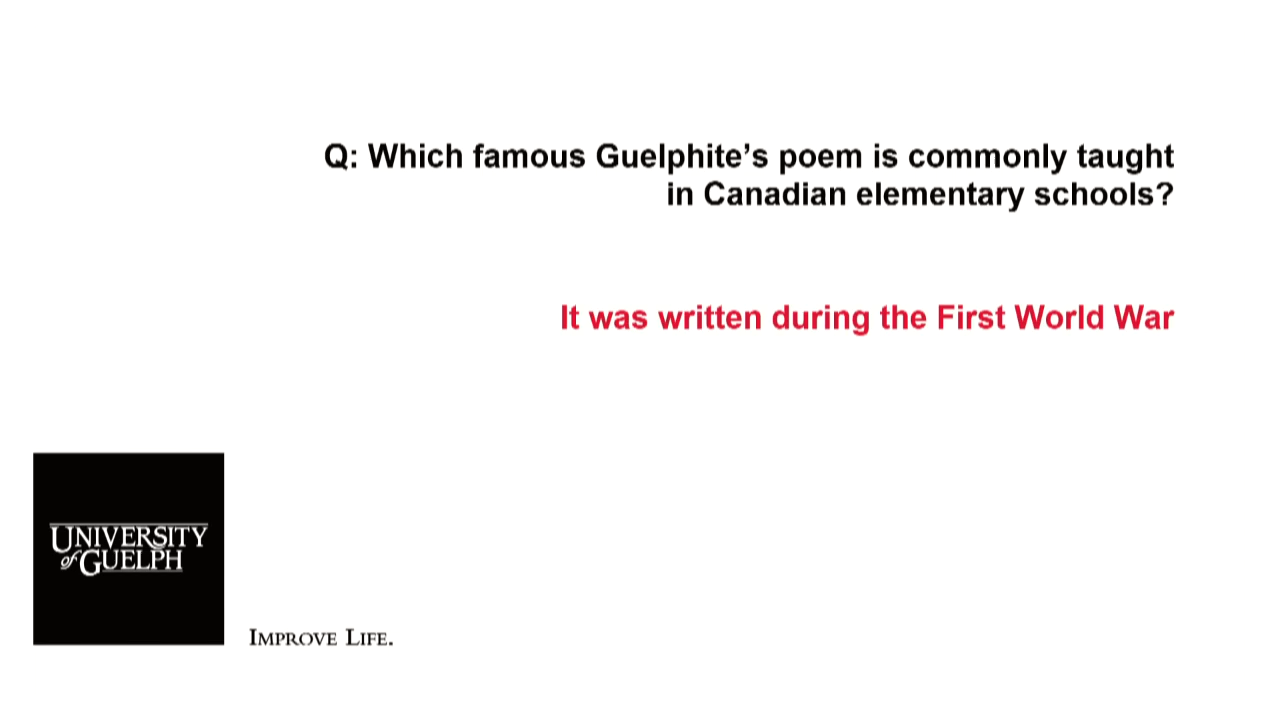 Q: Which famous Guelphite’s poem is commonly taught
in Canadian elementary schools?
It was written during the First World War
UNIVERSITY
of GUELPH
IMPROVE LIFE.